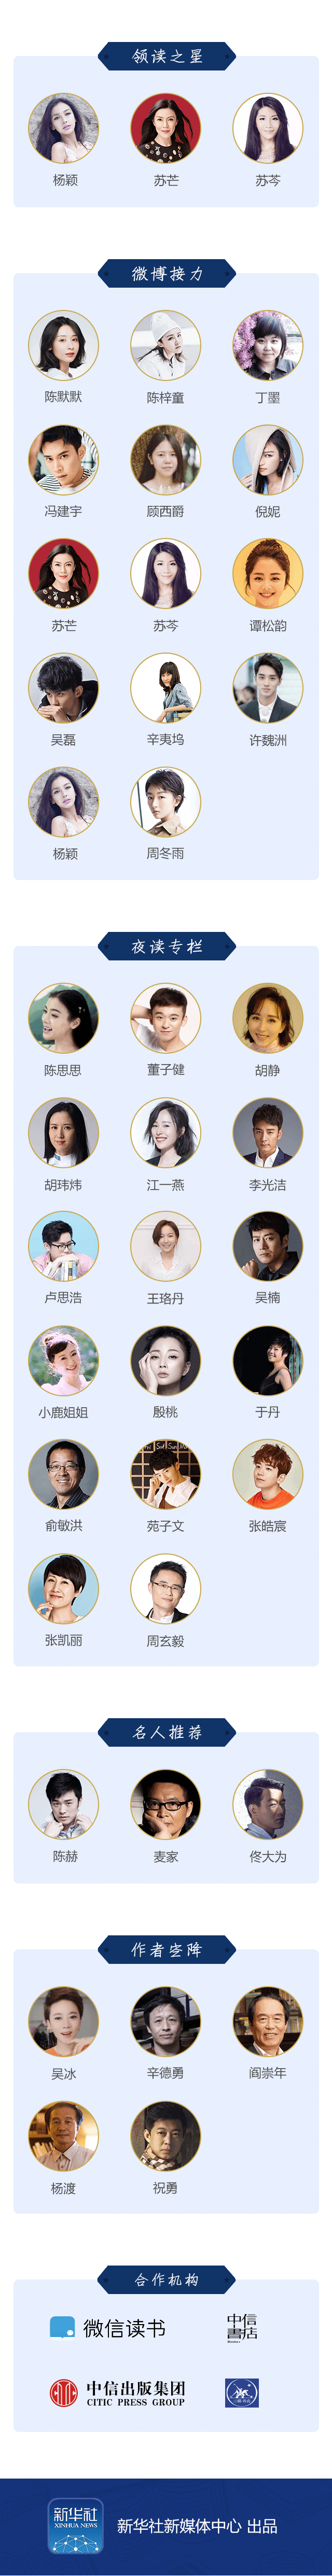 领读之星
杨颖 苏芒 苏芩
微博接力
陈默默 陈梓童 丁墨
冯建宇 顾西爵 倪妮
苏芒 苏芩 谭松韵
吴磊 辛夷坞 许魏洲
杨颖 周冬雨
夜读专栏
陈思思 董子健 胡静
胡玮炜 江一燕 李光洁
卢思浩 王珞丹 吴楠
小鹿姐姐 殷桃 于丹
俞敏洪 苑子文 张皓宸
张凯丽 周玄毅
名人推荐
陈赫 麦家 佟大为
作者空降
吴冰 辛德勇 阎崇年
杨渡 祝勇
合作机构
微信读书 中信書店
中信出版集团
CITIC PRESS GROUP
新华社
XINHUA NEWS
新华社新媒体中心 出品